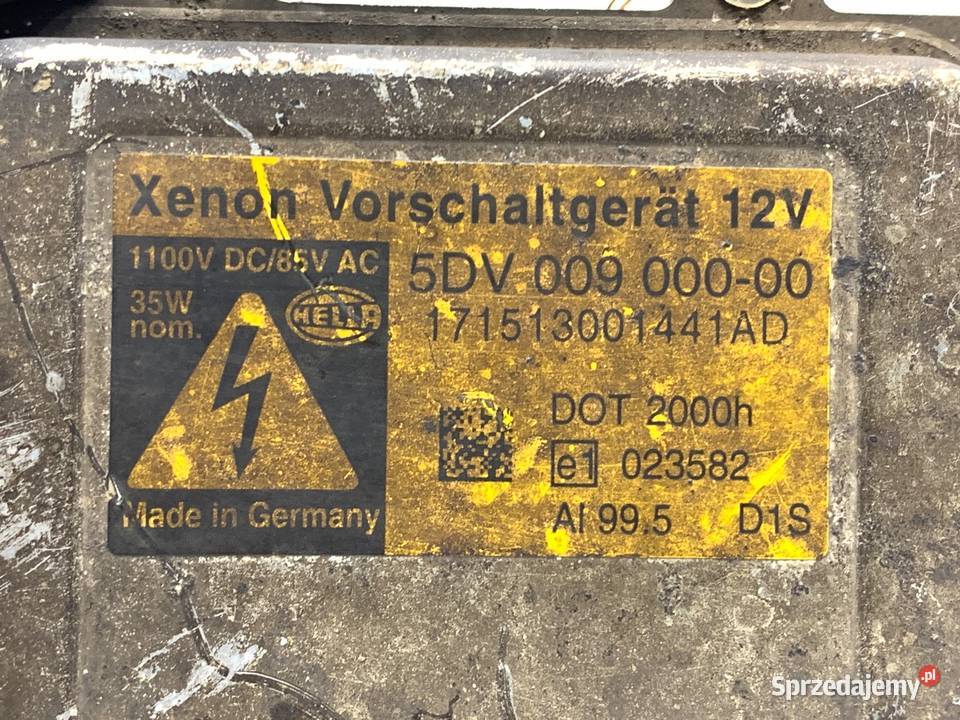 Xenon Vorschaltgerät 12V
1100V DC/85V AC
35W
nom.
HELLA
Made in Germany
5DV 009 000-00
171513001441AD
DOT 2000h
e1 023582
Al 99.5 D1S
Sprzedajemy.pl